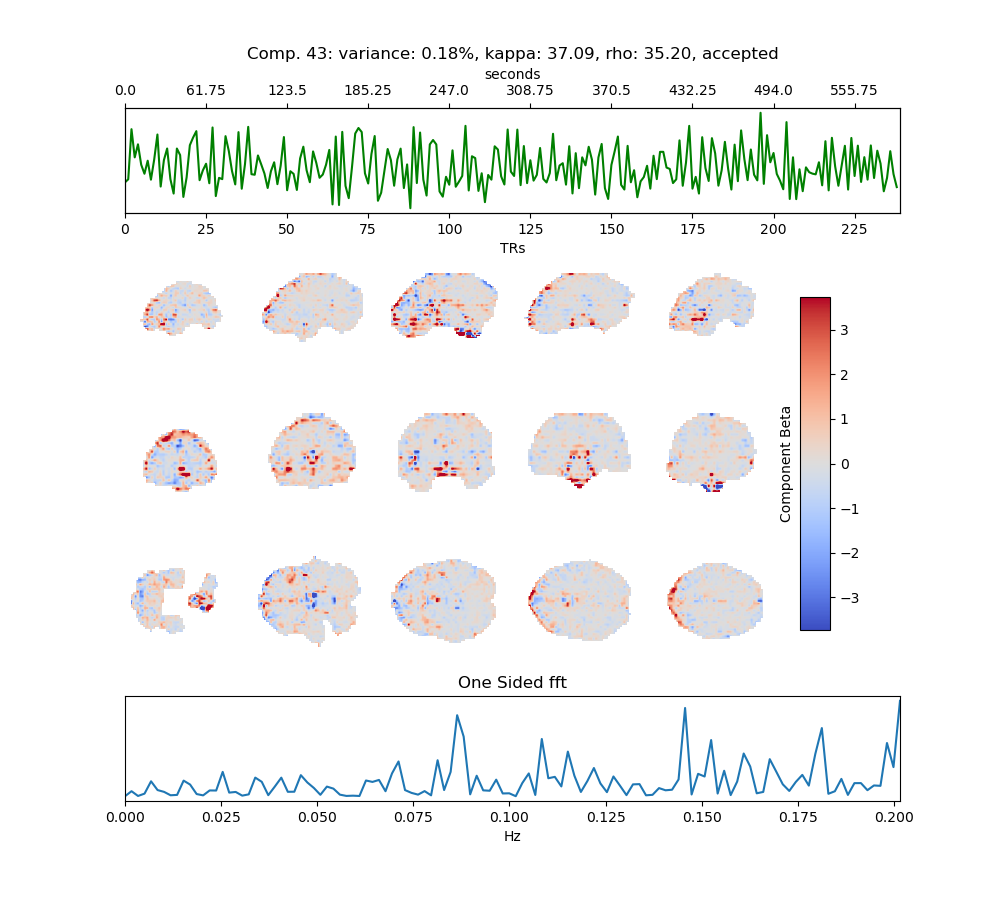 Comp. 43: variance: 0.18%, kappa: 37.09, rho: 35.20, accepted
seconds
0.0 61.75 123.5 185.25 247.0 308.75 370.5 432.25 494.0 555.75
0 25 50 75 100 125 150 175 200 225
TRs
3
2
1
0
−1
−2
−3
Component Beta
One Sided fft
0.000 0.025 0.050 0.075 0.100 0.125 0.150 0.175 0.200
Hz